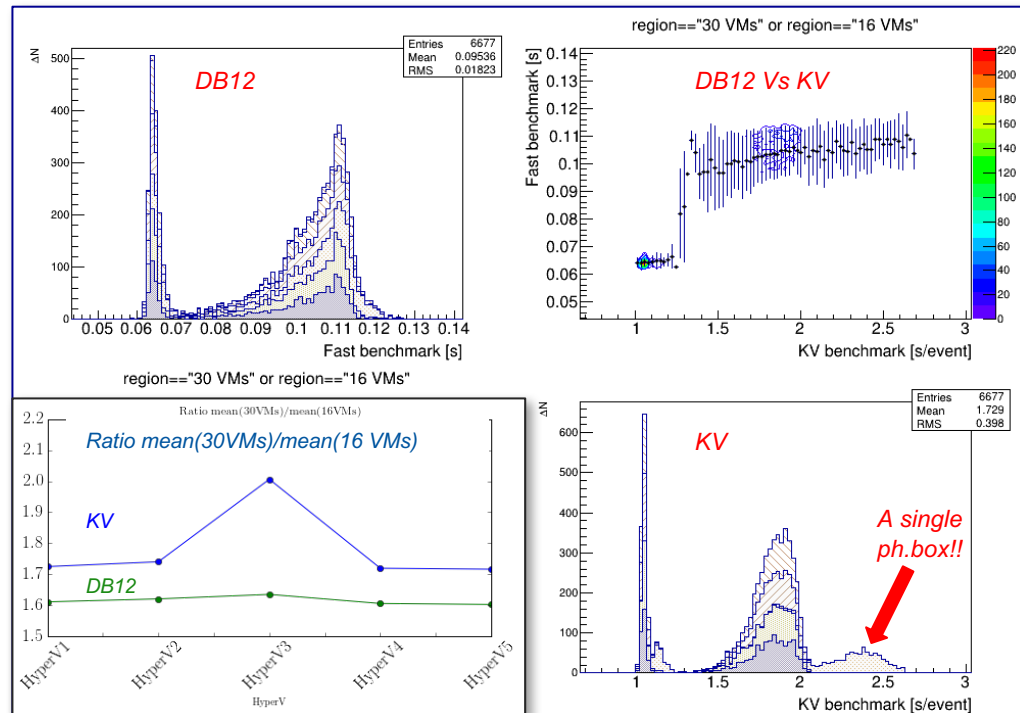 Entries 6677
Mean 0.09536
RMS 0.01823
ΔN
500
400
300
200
100
0
DB12
0.05 0.06 0.07 0.08 0.09 0.1 0.11 0.12 0.13 0.14
Fast benchmark [s]
region=="30 VMs" or region=="16 VMs"
DB12 Vs KV
Fast benchmark [s]
0.14
0.13
0.12
0.11
0.1
0.09
0.08
0.07
0.06
0.05
1 1.5 2 2.5 3
KV benchmark [s/event]
220
200
180
160
140
120
100
80
60
40
20
0
region=="30 VMs" or region=="16 VMs"
Ratio mean(30VMs)/mean(16VMs)
Ratio mean(30VMs)/mean(16 VMs)
2.2
2.1
2.0
1.9
1.8
1.7
1.6
1.5
KV
DB12
HyperV1 HyperV2 HyperV3 HyperV4 HyperV5
HyperV
Entries 6677
Mean 1.729
RMS 0.398
ΔN
600
500
400
300
200
100
0
KV
A single
ph.box!!
1 1.5 2 2.5 3
KV benchmark [s/event]